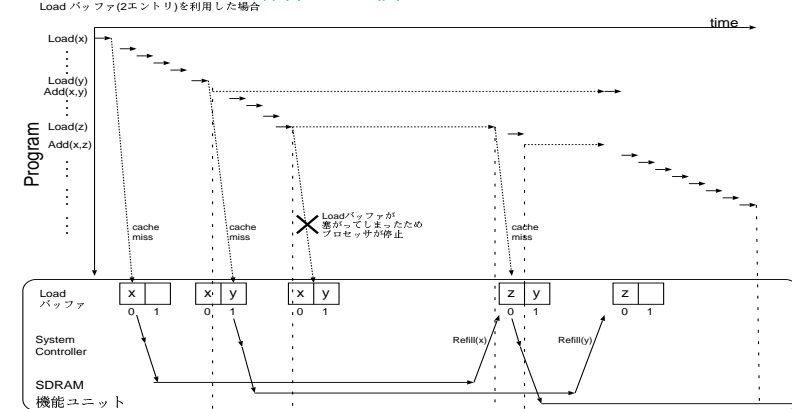 Load バッファ(2エントリ)を利用した場合
time
Load(x)
Load(y)
Add(x,y)
Load(z)
Add(x,z)
Program
cache
miss
cache
miss
Loadバッファが
塞がってしまったため
プロセッサが停止
cache
miss
Load
バッファ
x
0 1
x y
0 1
x y
0 1
z y
0 1
z
0 1
System
Controller
Refill(x)
Refill(y)
SDRAM
機能ユニット